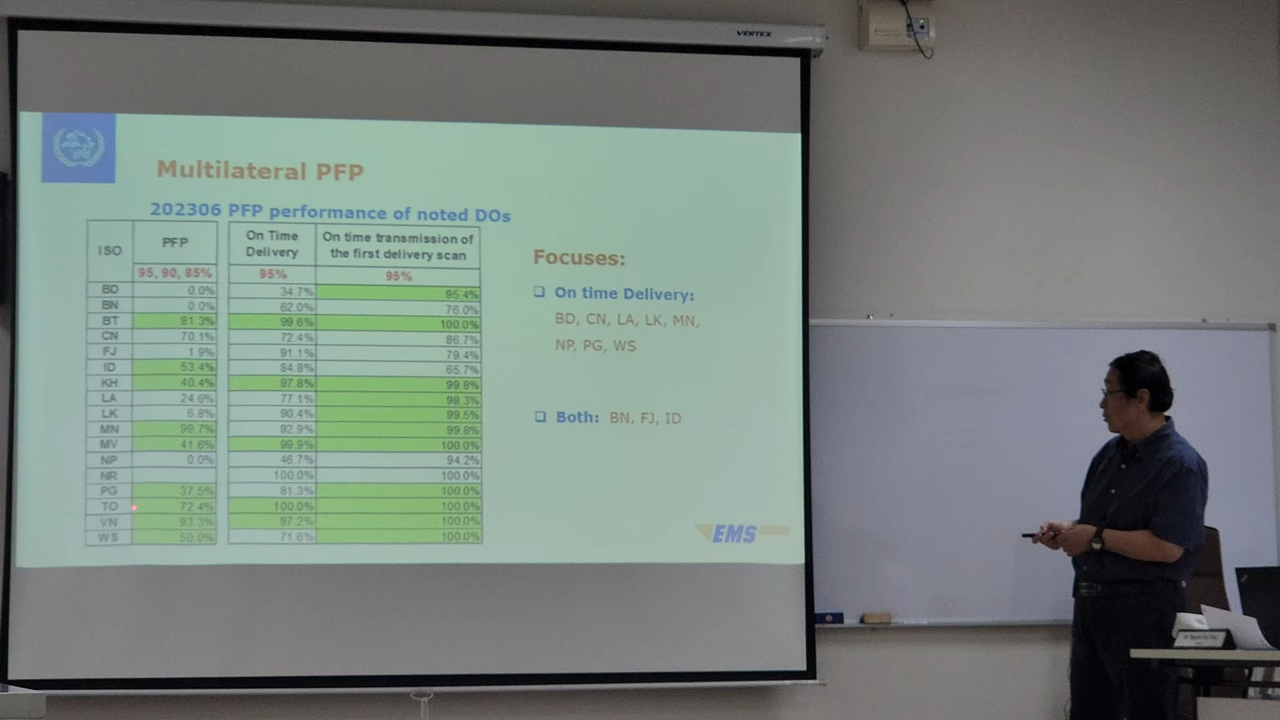 VERTEX
Multilateral PFP
202306 PFP performance of noted DOs
ISO PFP On Time Delivery On time transmission of the first delivery scan
95, 90, 85% 95% 95%
BD 0.0% 34.7% 95.4%
BN 0.0% 62.0% 76.0%
BT 81.3% 99.6% 100.0%
CN 70.1% 72.4% 86.7%
FJ 1.9% 91.1% 79.4%
ID 53.4% 84.8% 65.7%
KH 40.4% 97.8% 99.8%
LA 24.6% 77.1% 98.3%
LK 6.8% 90.4% 99.5%
MN 99.7% 92.9% 99.8%
MV 41.6% 99.9% 100.0%
NP 0.0% 46.7% 94.2%
NR 100.0% 100.0%
PG 37.5% 81.3% 100.0%
TO 72.4% 100.0% 100.0%
VN 93.3% 97.2% 100.0%
WS 50.0% 71.6% 100.0%
Focuses:
On time Delivery:
BD, CN, LA, LK, MN,
NP, PG, WS
Both: BN, FJ, ID
EMS